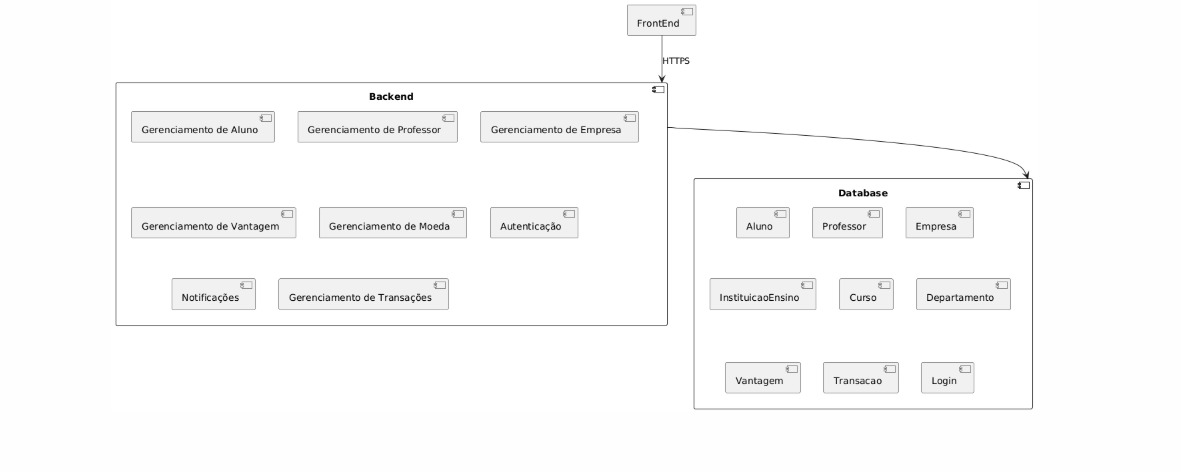 FrontEnd
HTTPS
Backend
Gerenciamento de Aluno
Gerenciamento de Professor
Gerenciamento de Empresa
Gerenciamento de Vantagem
Gerenciamento de Moeda
Autenticação
Notificações
Gerenciamento de Transações
Database
Aluno
Professor
Empresa
InstituicaoEnsino
Curso
Departamento
Vantagem
Transacao
Login